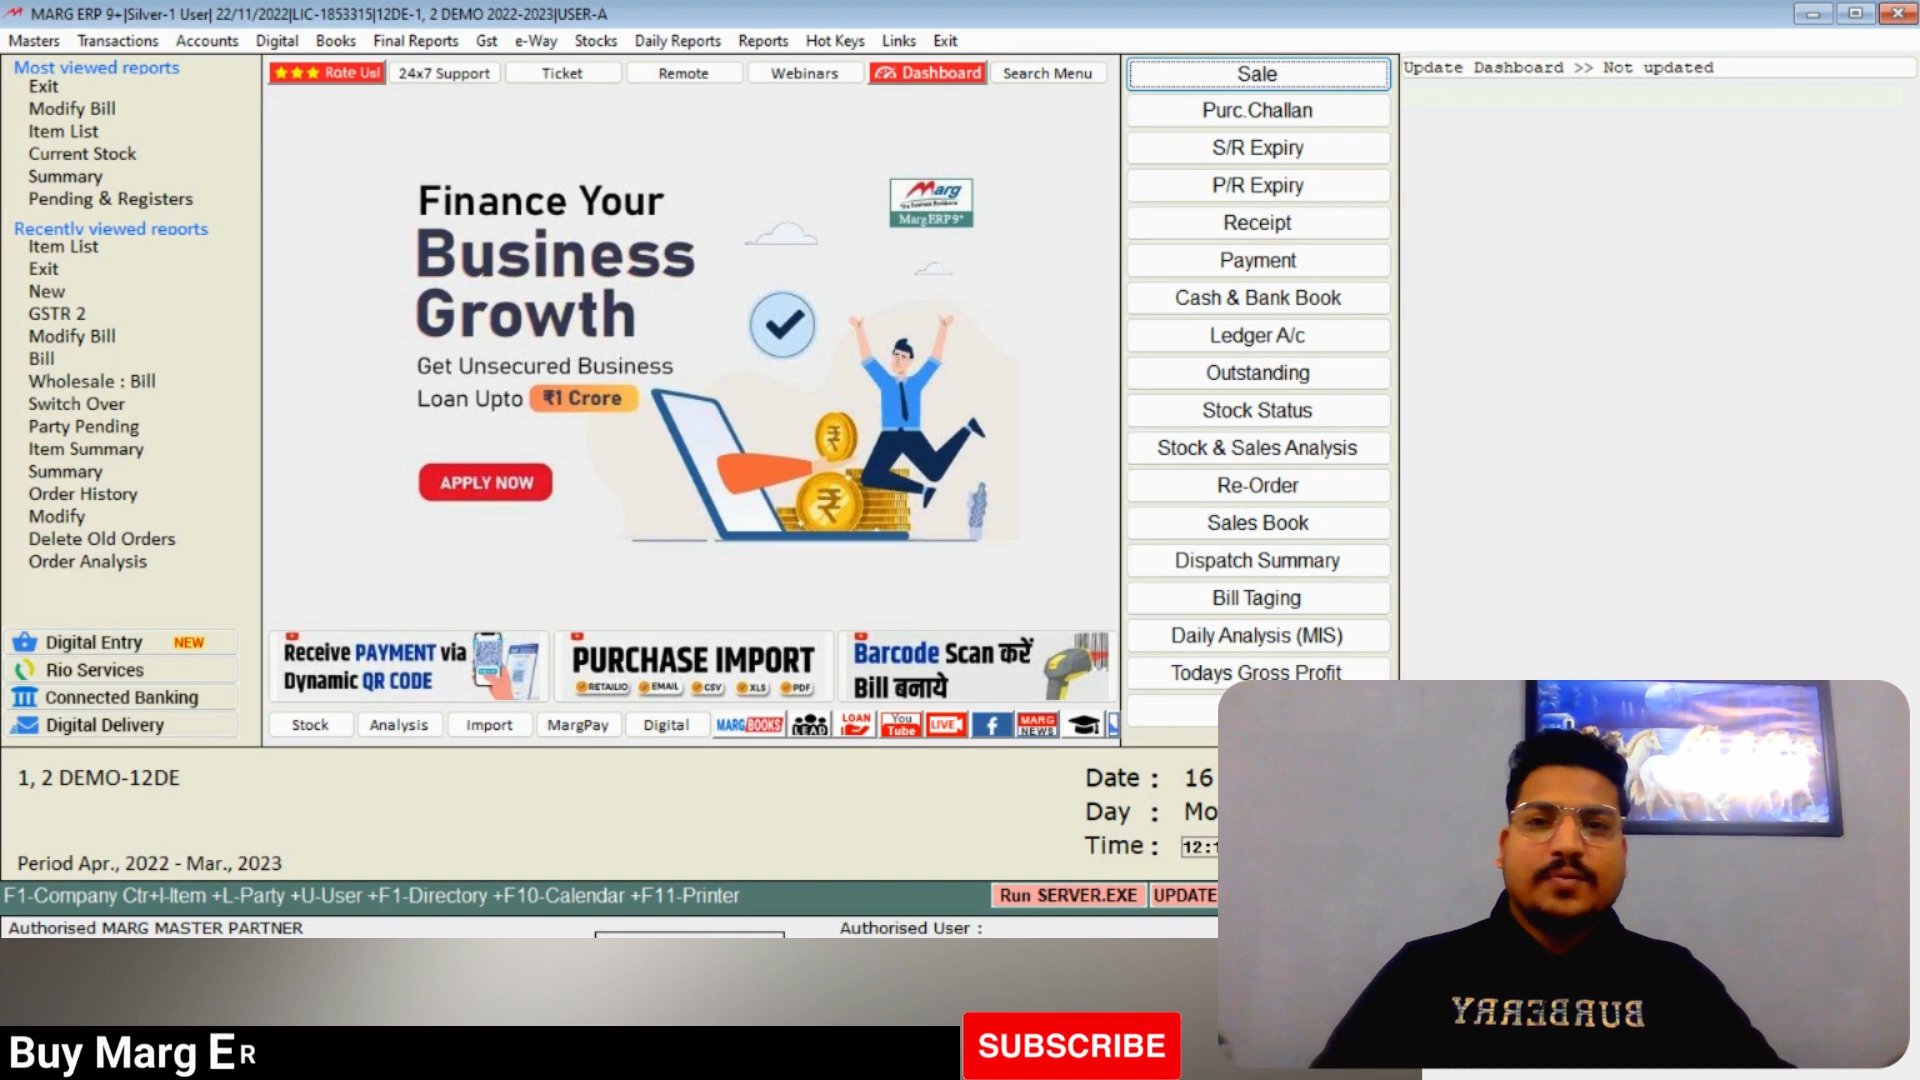 MARG ERP 9+|Silver-1 User| 22/11/2022|LIC-1853315|12DE-1, 2 DEMO 2022-2023|USER-A
Masters Transactions Accounts Digital Books Final Reports Gst e-Way Stocks Daily Reports Reports Hot Keys Links Exit
Most viewed reports
Exit
Modify Bill
Item List
Current Stock
Summary
Pending & Registers
Recently viewed reports
Item List
Exit
New
GSTR 2
Modify Bill
Bill
Wholesale : Bill
Switch Over
Party Pending
Item Summary
Summary
Order History
Modify
Delete Old Orders
Order Analysis
Digital Entry NEW
Rio Services
Connected Banking
Digital Delivery
Rate Us! 24x7 Support Ticket Remote Webinars Dashboard Search Menu
Finance Your
Business
Growth
Get Unsecured Business
Loan Upto ₹1 Crore
APPLY NOW
Marg
Marg ERP 9+
Receive PAYMENT via
Dynamic QR CODE
PURCHASE IMPORT
RETAILIO EMAIL CSV XLS PDF
Barcode Scan करें
Bill बनाये
Stock Analysis Import MargPay Digital MARG BOOKS LEAD LOAN You Tube LIVE f MARG NEWS
Sale
Purc.Challan
S/R Expiry
P/R Expiry
Receipt
Payment
Cash & Bank Book
Ledger A/c
Outstanding
Stock Status
Stock & Sales Analysis
Re-Order
Sales Book
Dispatch Summary
Bill Taging
Daily Analysis (MIS)
Todays Gross Profit
Update Dashboard >> Not updated
1, 2 DEMO-12DE
Period Apr., 2022 - Mar., 2023
Date : 16
Day : Mo
Time : 12:1
F1-Company Ctr+I-Item +L-Party +U-User +F1-Directory +F10-Calendar +F11-Printer
Run SERVER.EXE UPDATE
Authorised MARG MASTER PARTNER
Authorised User :
BURBERRY
Buy Marg ER
SUBSCRIBE